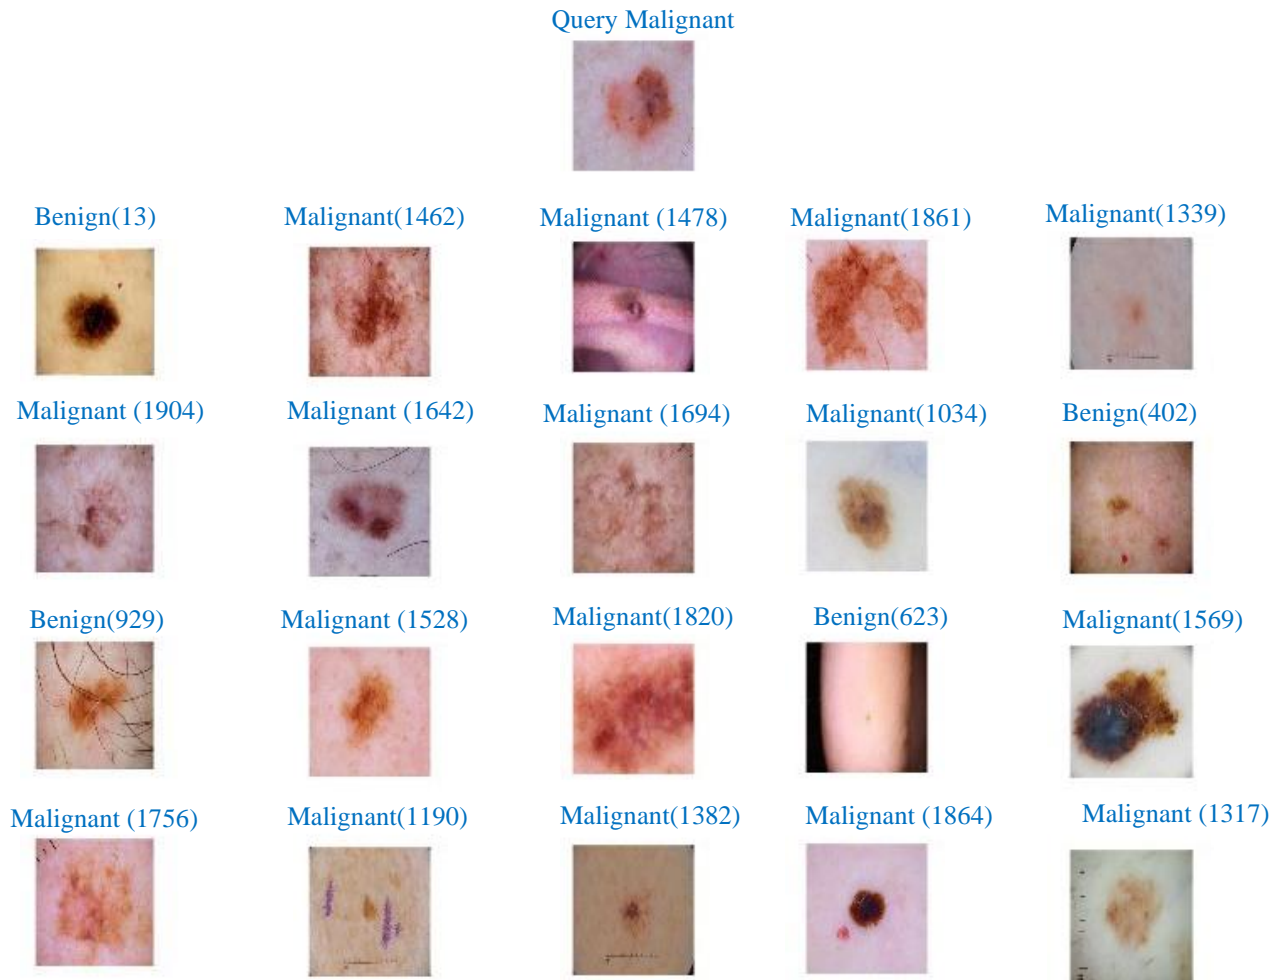 Query Malignant
Benign(13) Malignant(1462) Malignant (1478) Malignant(1861) Malignant(1339)
Malignant (1904) Malignant (1642) Malignant (1694) Malignant(1034) Benign(402)
Benign(929) Malignant (1528) Malignant(1820) Benign(623) Malignant(1569)
Malignant (1756) Malignant(1190) Malignant(1382) Malignant (1864) Malignant (1317)